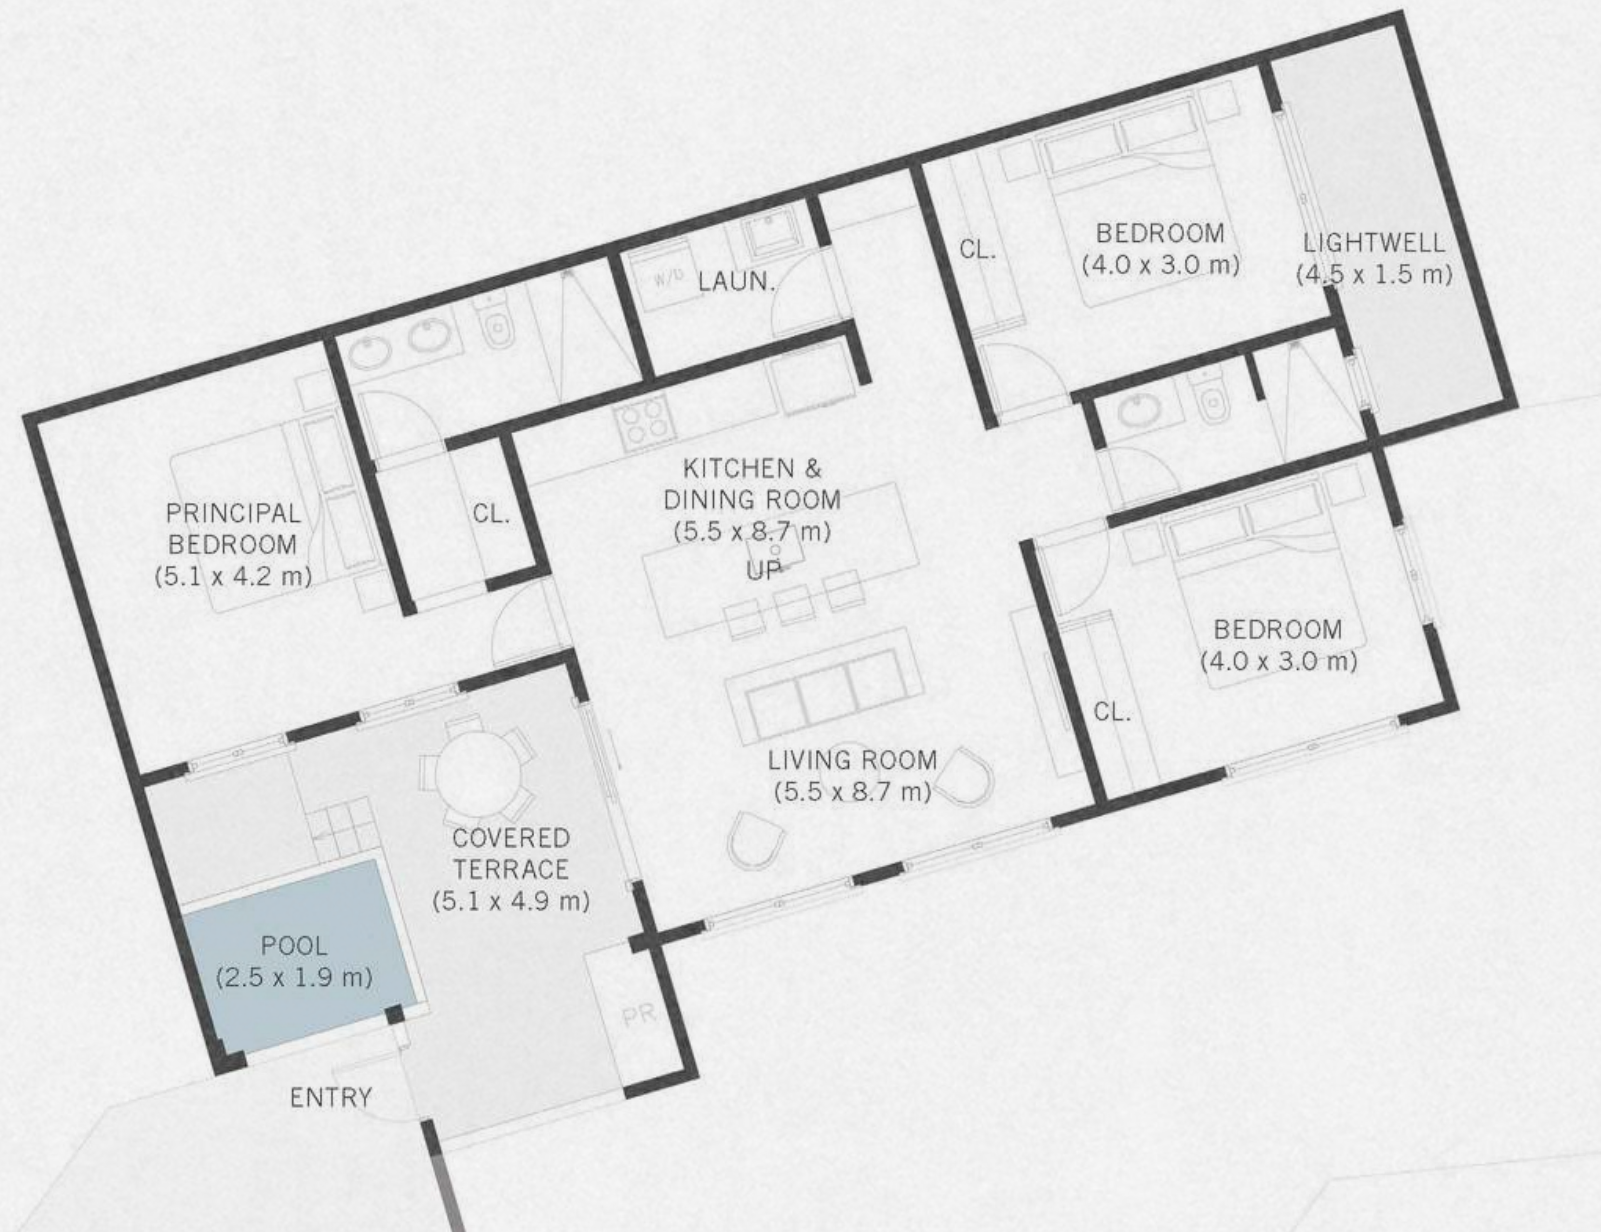 BEDROOM
(4.0 x 3.0 m)
LIGHTWELL
(4.5 x 1.5 m)
CL.
W/D
LAUN.
KITCHEN &
DINING ROOM
(5.5 x 8.7 m)
UP
PRINCIPAL
BEDROOM
(5.1 x 4.2 m)
CL.
BEDROOM
(4.0 x 3.0 m)
CL.
LIVING ROOM
(5.5 x 8.7 m)
COVERED
TERRACE
(5.1 x 4.9 m)
POOL
(2.5 x 1.9 m)
PR
ENTRY